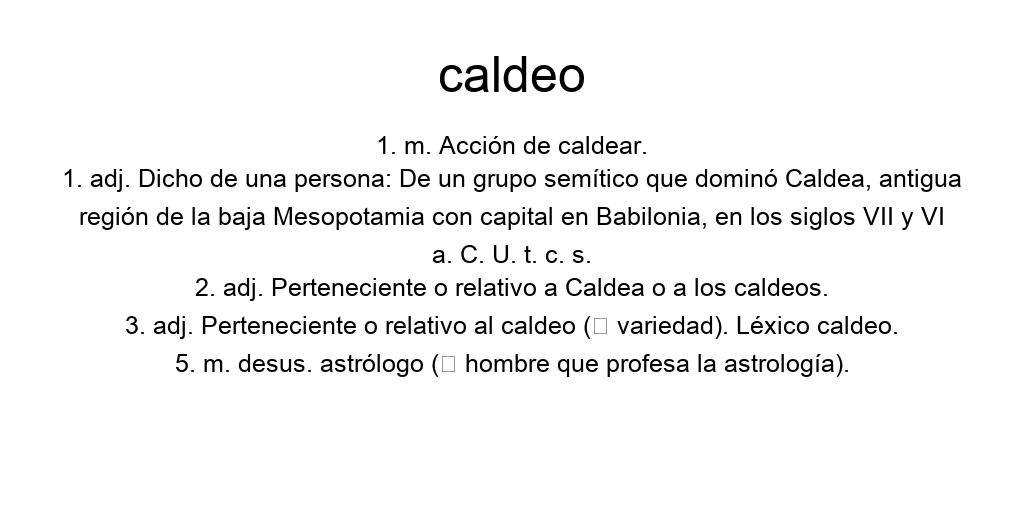 caldeo
1. m. Acción de caldear.
1. adj. Dicho de una persona: De un grupo semítico que dominó Caldea, antigua
región de la baja Mesopotamia con capital en Babilonia, en los siglos VII y VI
a. C. U. t. c. s.
2. adj. Perteneciente o relativo a Caldea o a los caldeos.
3. adj. Perteneciente o relativo al caldeo (□ variedad). Léxico caldeo.
5. m. desus. astrólogo (□ hombre que profesa la astrología).